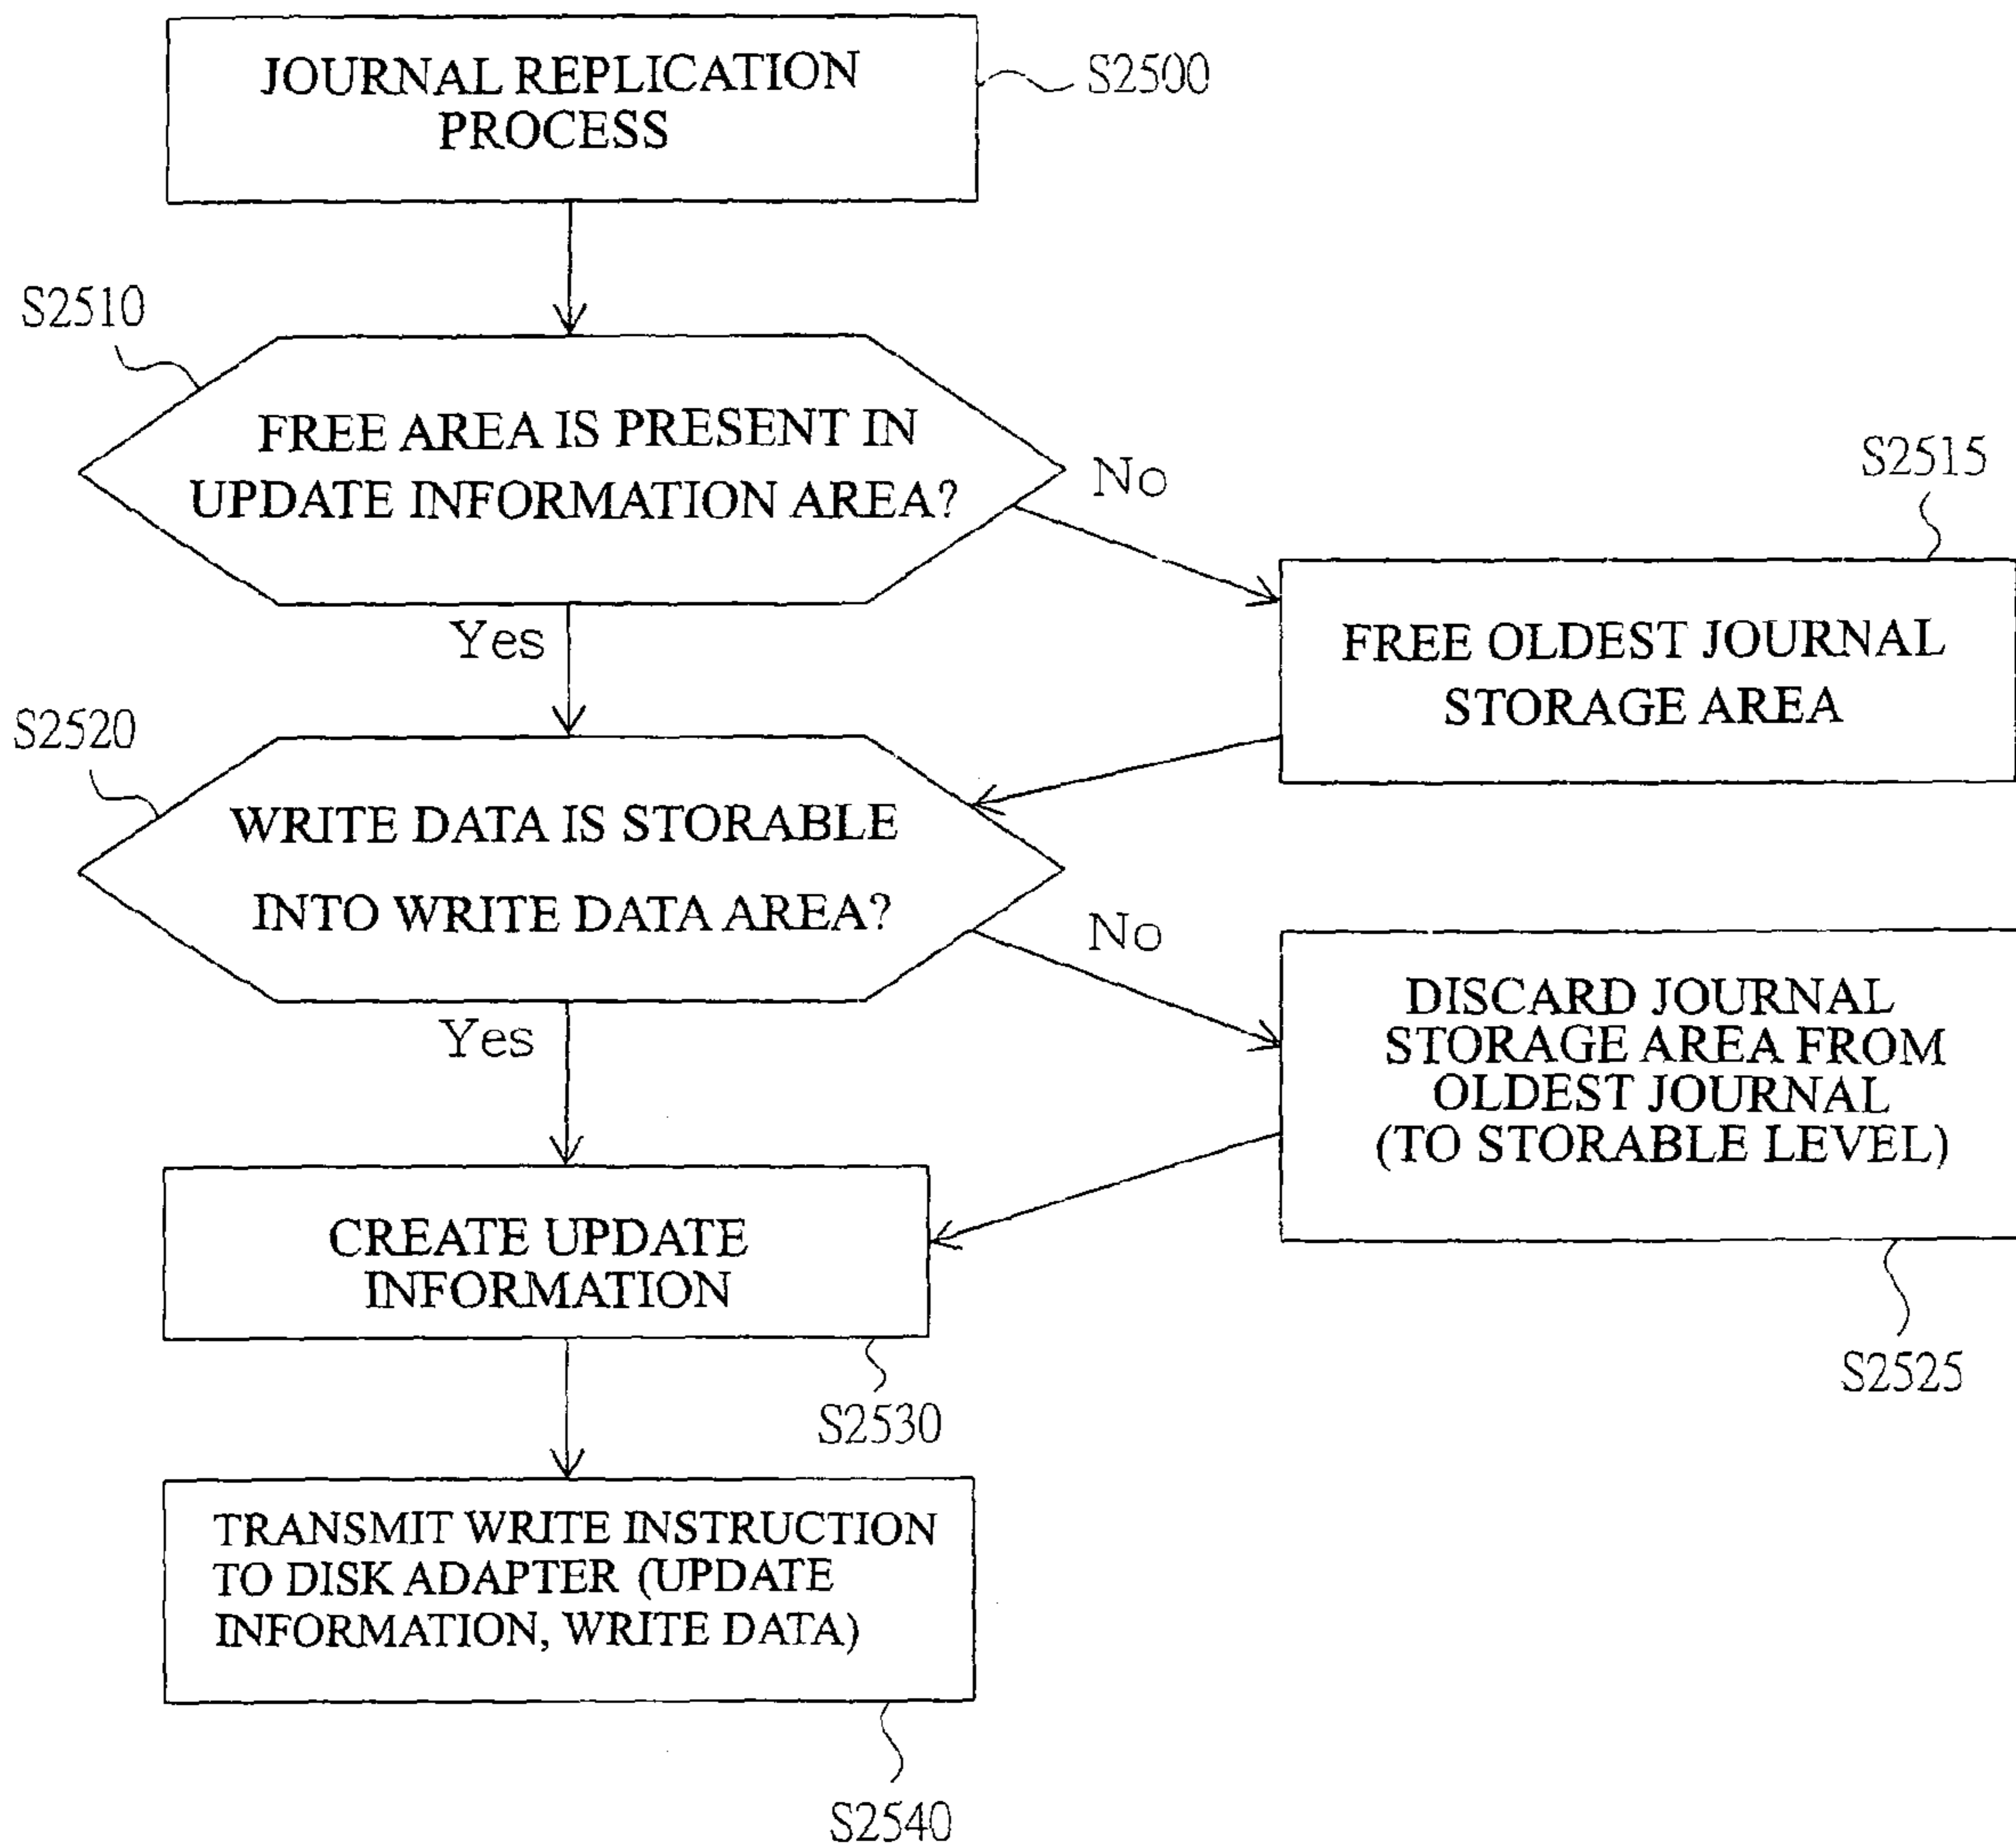 JOURNAL REPLICATION
PROCESS
S2500
S2510
FREE AREA IS PRESENT IN
UPDATE INFORMATION AREA?
No
S2515
Yes
FREE OLDEST JOURNAL
STORAGE AREA
S2520
WRITE DATA IS STORABLE
INTO WRITE DATA AREA?
No
Yes
DISCARD JOURNAL
STORAGE AREA FROM
OLDEST JOURNAL
(TO STORABLE LEVEL)
S2525
CREATE UPDATE
INFORMATION
S2530
TRANSMIT WRITE INSTRUCTION
TO DISK ADAPTER (UPDATE
INFORMATION, WRITE DATA)
S2540